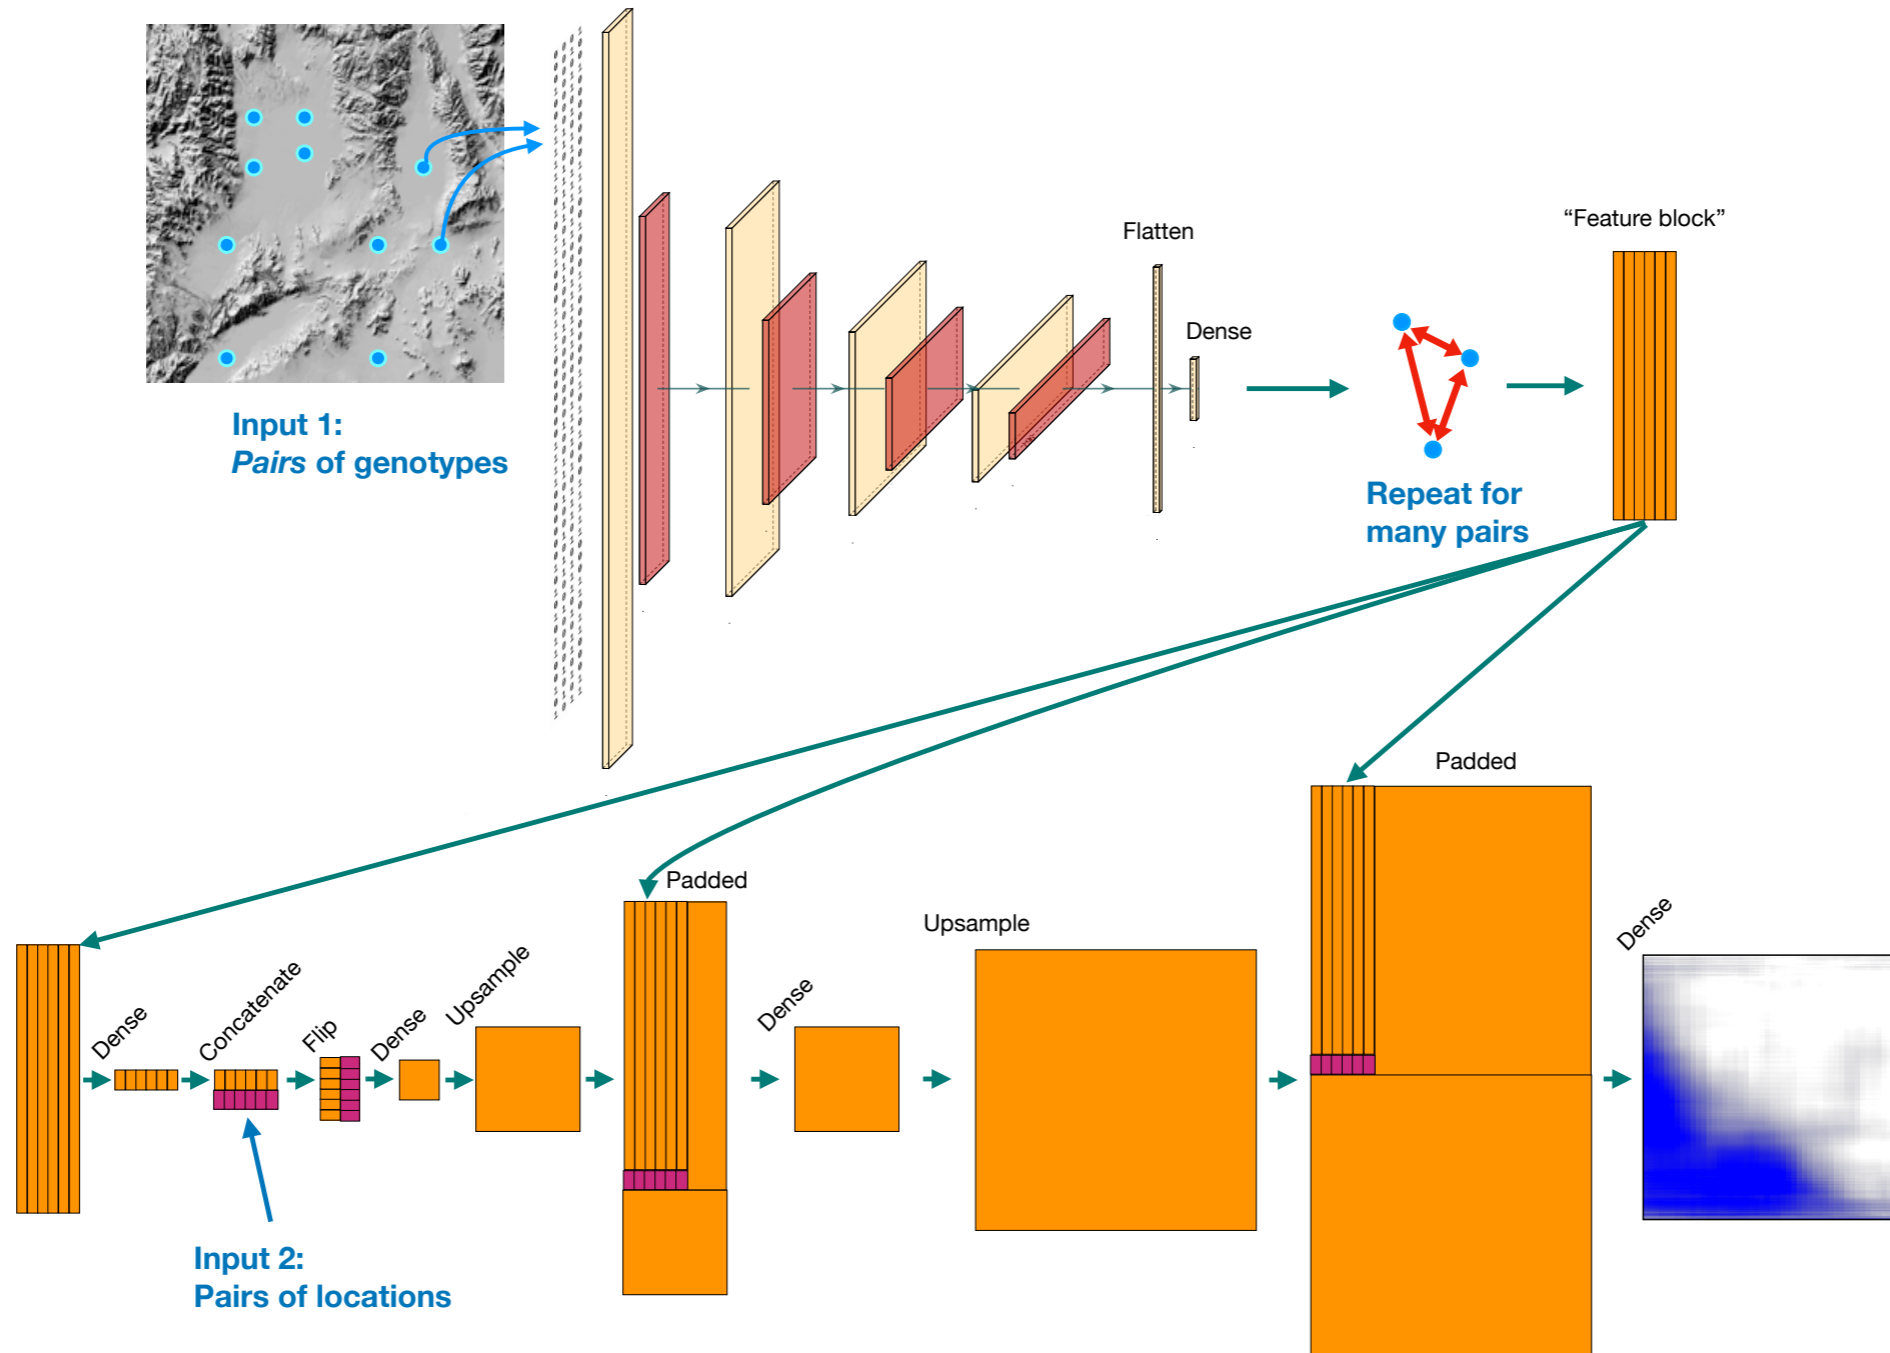 Input 1:
Pairs of genotypes
Flatten
Dense
Repeat for
many pairs
“Feature block”
Dense
Concatenate
Flip
Dense
Upsample
Padded
Dense
Upsample
Padded
Dense
Input 2:
Pairs of locations